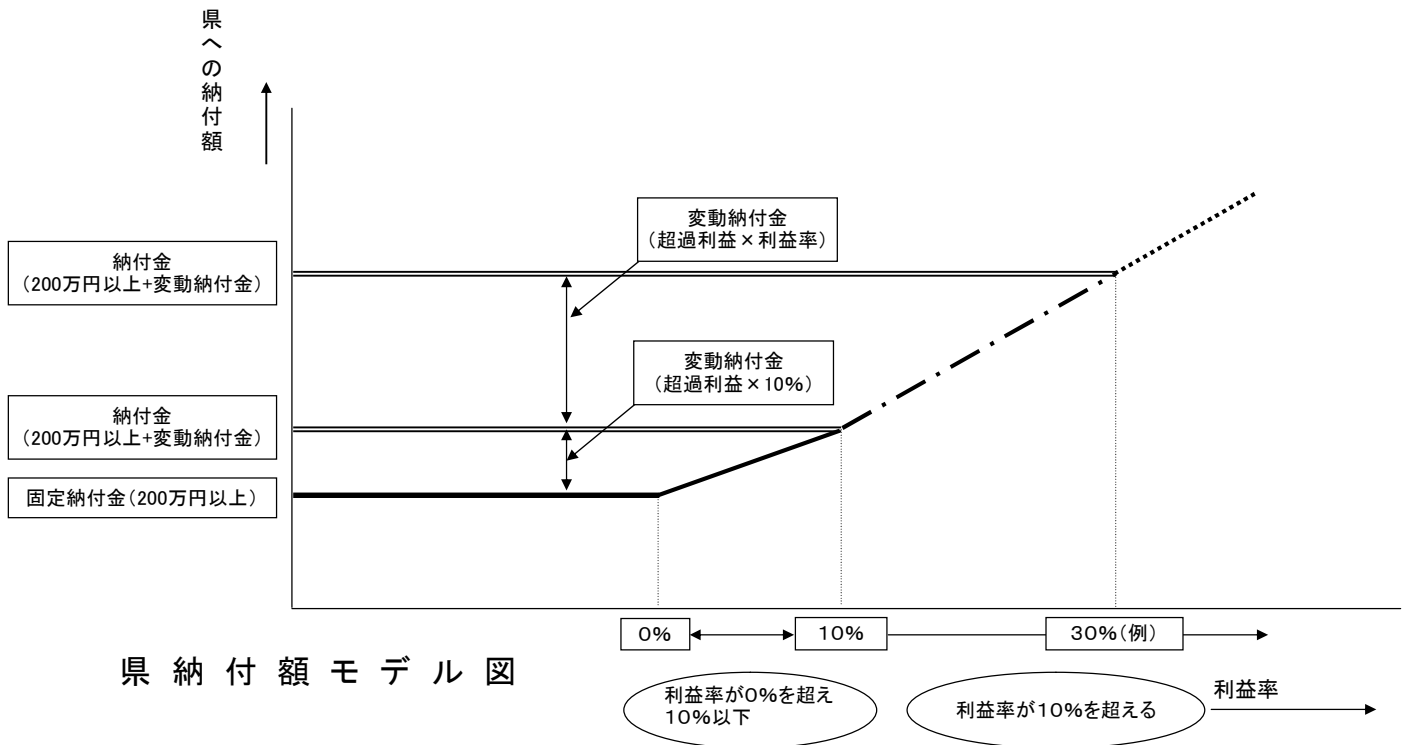 県への納付額
変動納付金
（超過利益×利益率）
納付金
（200万円以上+変動納付金）
変動納付金
（超過利益×10%）
納付金
（200万円以上+変動納付金）
固定納付金（200万円以上）
0%
10%
30%（例）
県納付額モデル図
利益率が0%を超え
10%以下
利益率が10%を超える
利益率